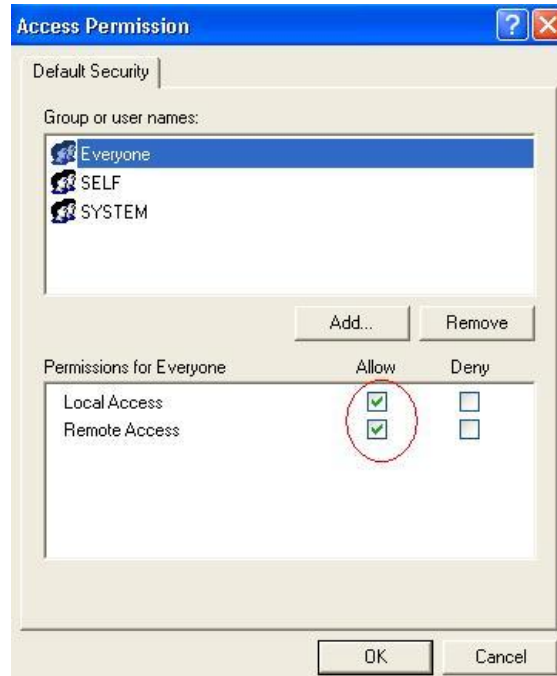 Access Permission
Default Security
Group or user names:
Everyone
SELF
SYSTEM
Add... Remove
Permissions for Everyone Allow Deny
Local Access
Remote Access
OK Cancel